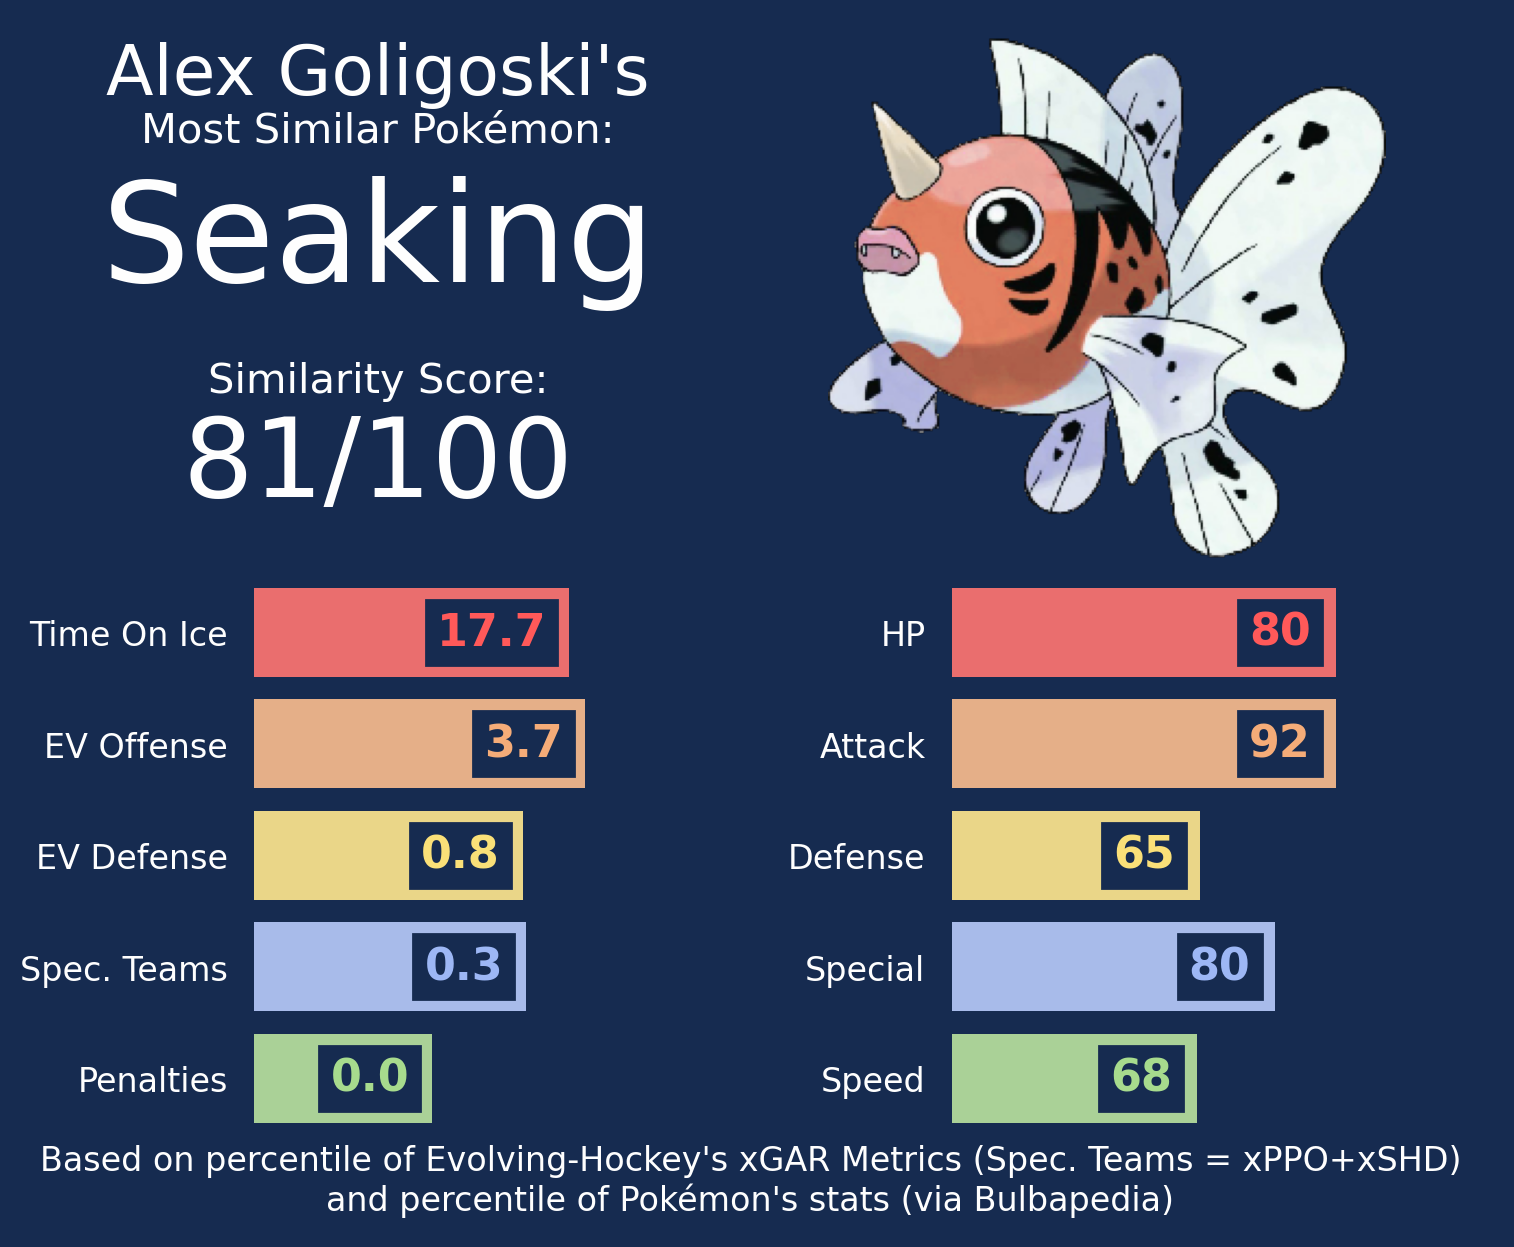 Alex Goligoski's
Most Similar Pokémon:
Seaking
Similarity Score:
81/100
Time On Ice 17.7
EV Offense 3.7
EV Defense 0.8
Spec. Teams 0.3
Penalties 0.0
HP 80
Attack 92
Defense 65
Special 80
Speed 68
Based on percentile of Evolving-Hockey's xGAR Metrics (Spec. Teams = xPPO+xSHD)
and percentile of Pokémon's stats (via Bulbapedia)